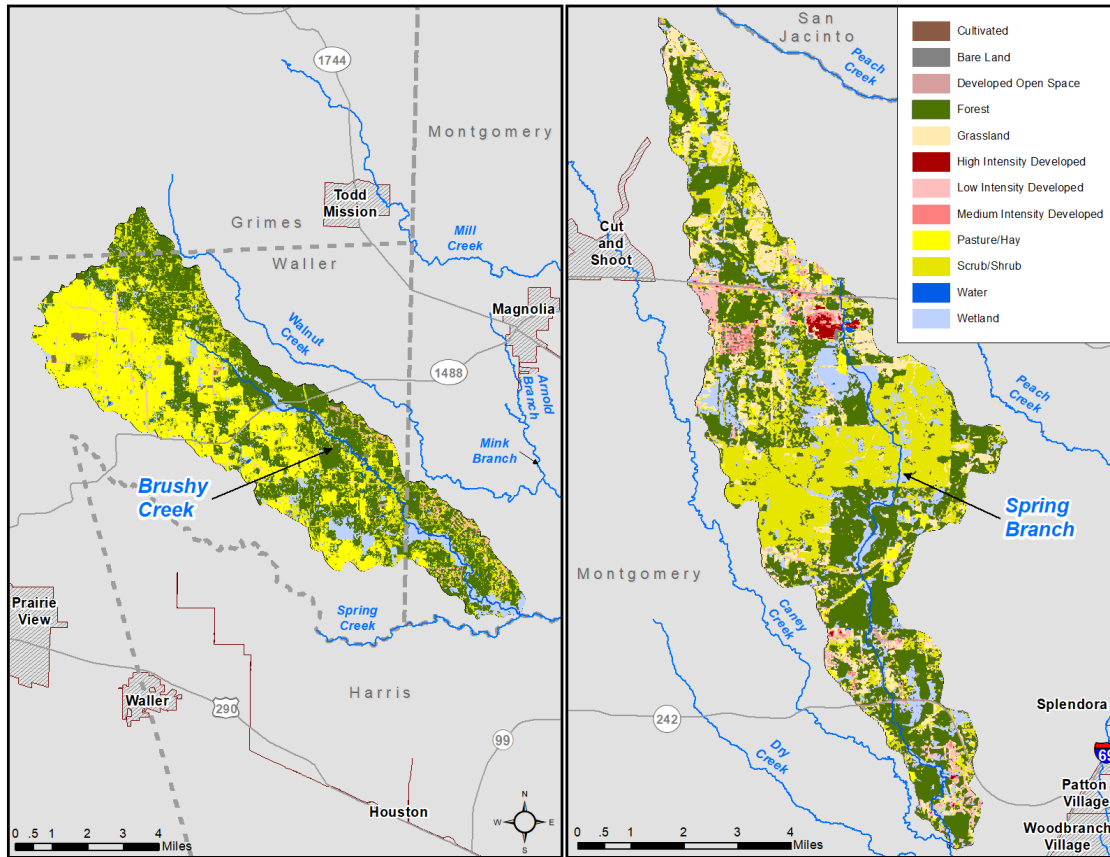 1744
Montgomery
Todd
Mission
Grimes
Mill
Creek
Waller
Magnolia
Walnut
Creek
1488
Arnold
Branch
Mink
Branch
Brushy
Creek
Prairie
View
Spring
Creek
Harris
Waller
290
99
Houston
N
W
E
S
0 .5 1 2 3 4
Miles
San
Jacinto
Peach
Creek
Cultivated
Bare Land
Developed Open Space
Forest
Grassland
High Intensity Developed
Low Intensity Developed
Medium Intensity Developed
Pasture/Hay
Scrub/Shrub
Water
Wetland
Cut
and
Shoot
Peach
Creek
Spring
Branch
Montgomery
Caney
Creek
242
Dry
Creek
Splendora
69
Patton
Village
Woodbranch
Village
0 .5 1 2 3 4
Miles